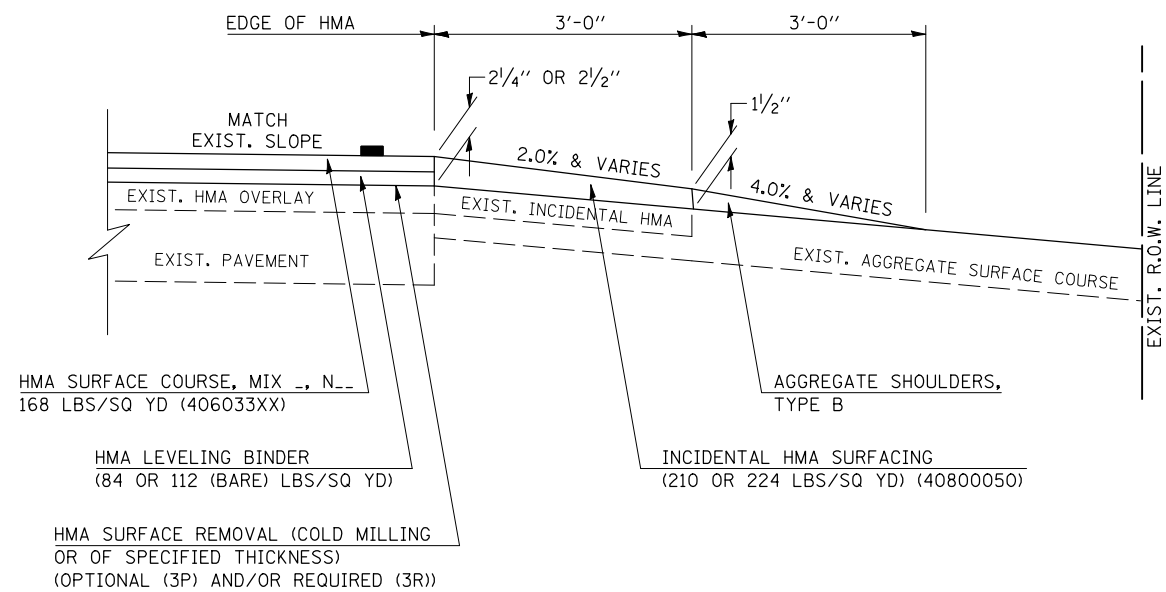 EDGE OF HMA
3'-0"
3'-0"
2 1/4" OR 2 1/2"
1 1/2"
MATCH
EXIST. SLOPE
2.0% & VARIES
4.0% & VARIES
EXIST. HMA OVERLAY
EXIST. INCIDENTAL HMA
EXIST. PAVEMENT
EXIST. AGGREGATE SURFACE COURSE
EXIST. R.O.W. LINE
HMA SURFACE COURSE, MIX _, N__
168 LBS/SQ YD (406033XX)
AGGREGATE SHOULDERS,
TYPE B
HMA LEVELING BINDER
(84 OR 112 (BARE) LBS/SQ YD)
INCIDENTAL HMA SURFACING
(210 OR 224 LBS/SQ YD) (40800050)
HMA SURFACE REMOVAL (COLD MILLING
OR OF SPECIFIED THICKNESS)
(OPTIONAL (3P) AND/OR REQUIRED (3R))